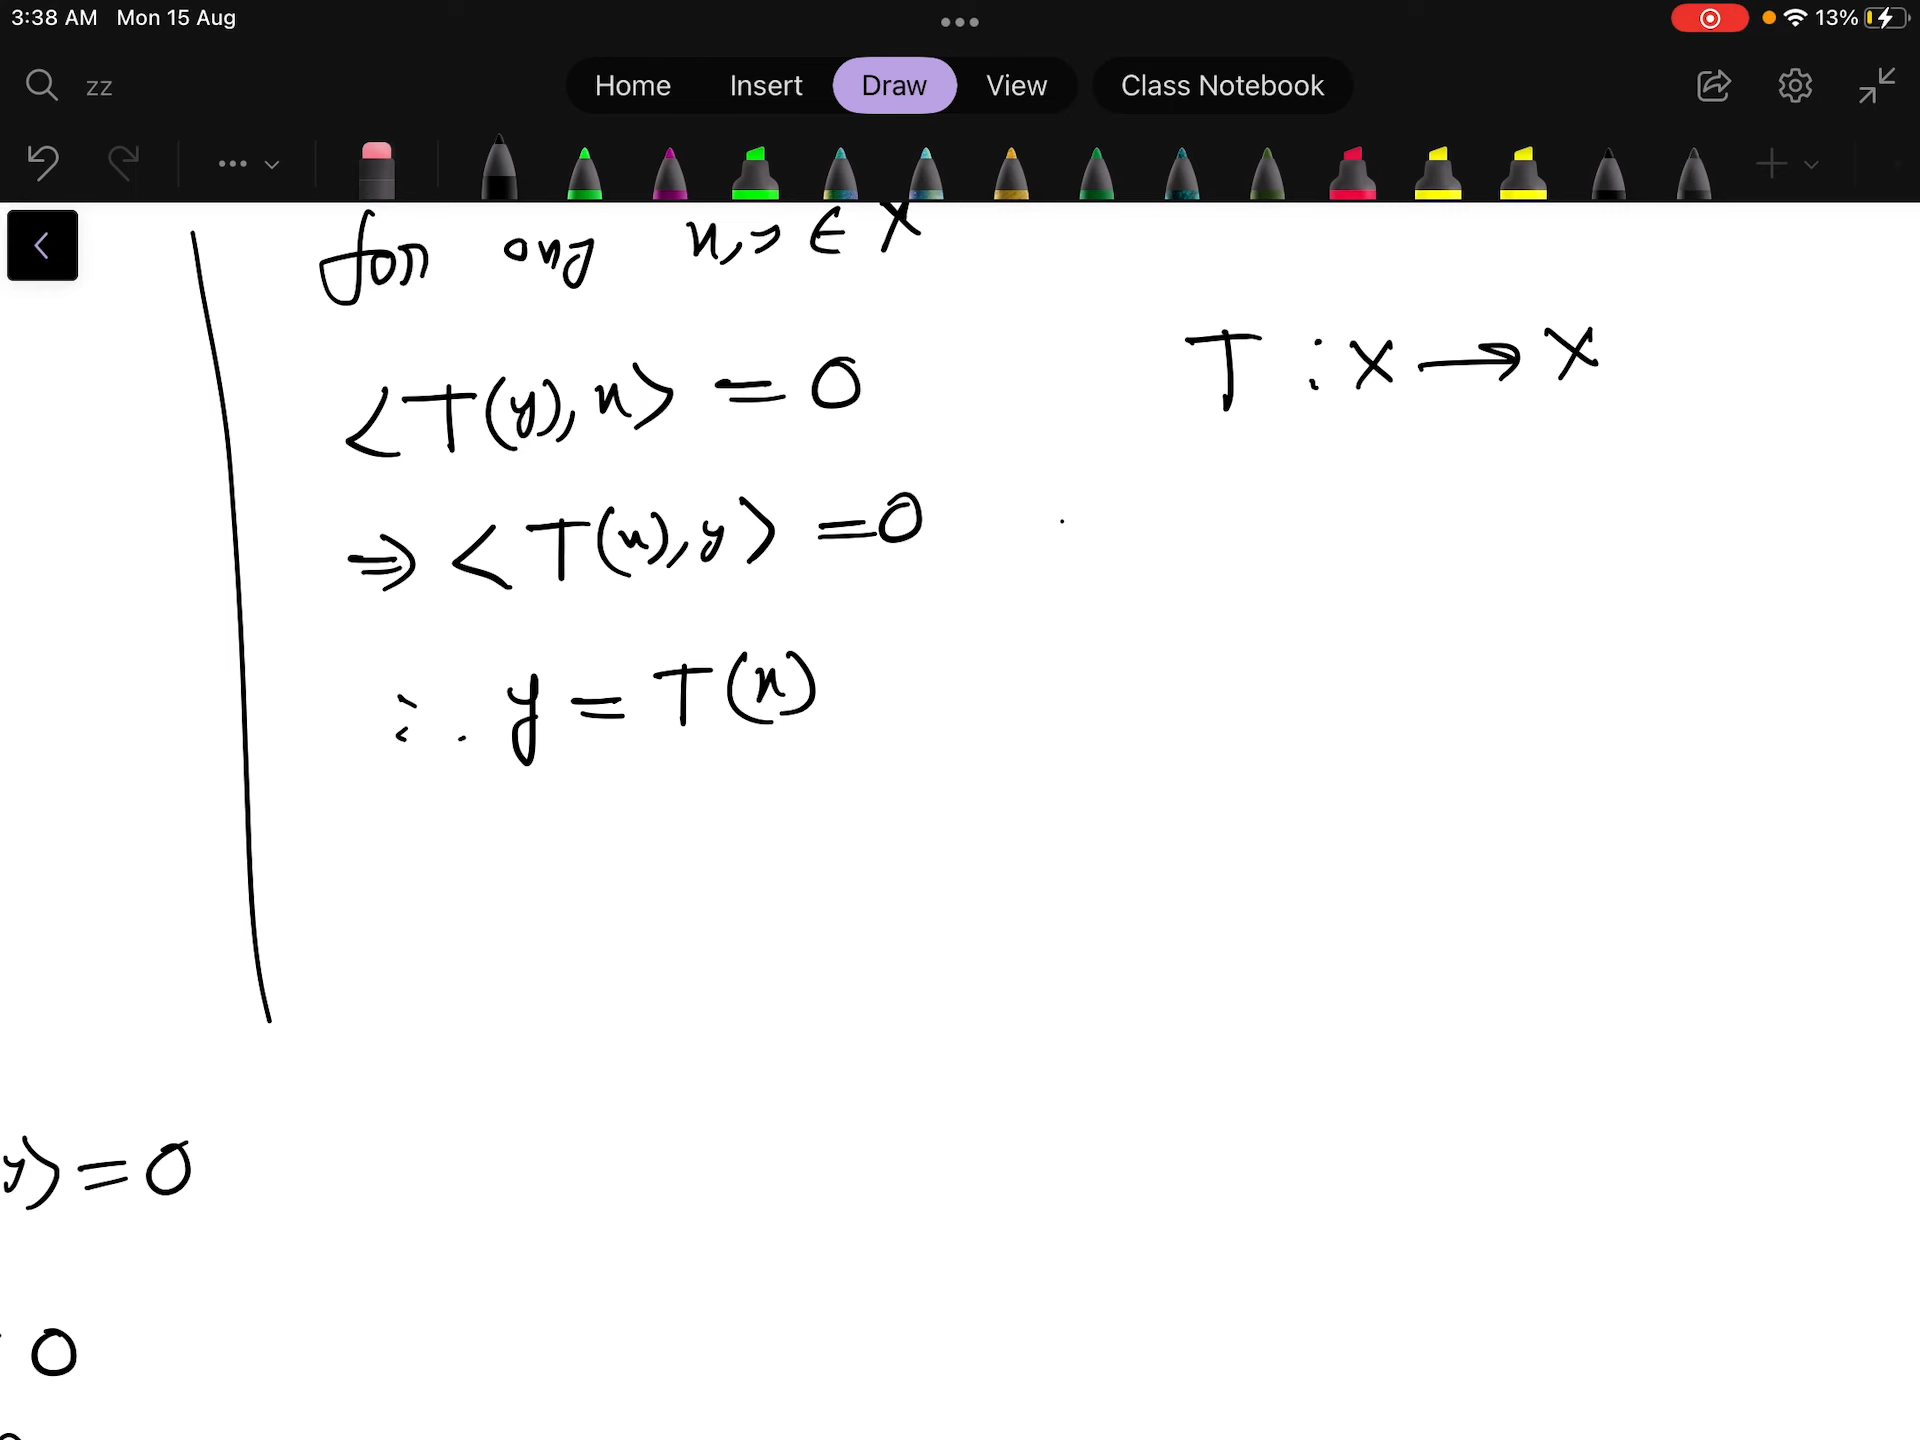 3:38 AM Mon 15 Aug
13%
zz
Home Insert Draw View Class Notebook
for any x, y ∈ X
T : X → X
<T(y), x> = 0
⇒ <T(x), y> = 0
∴ y = T(x)
y> = 0
0